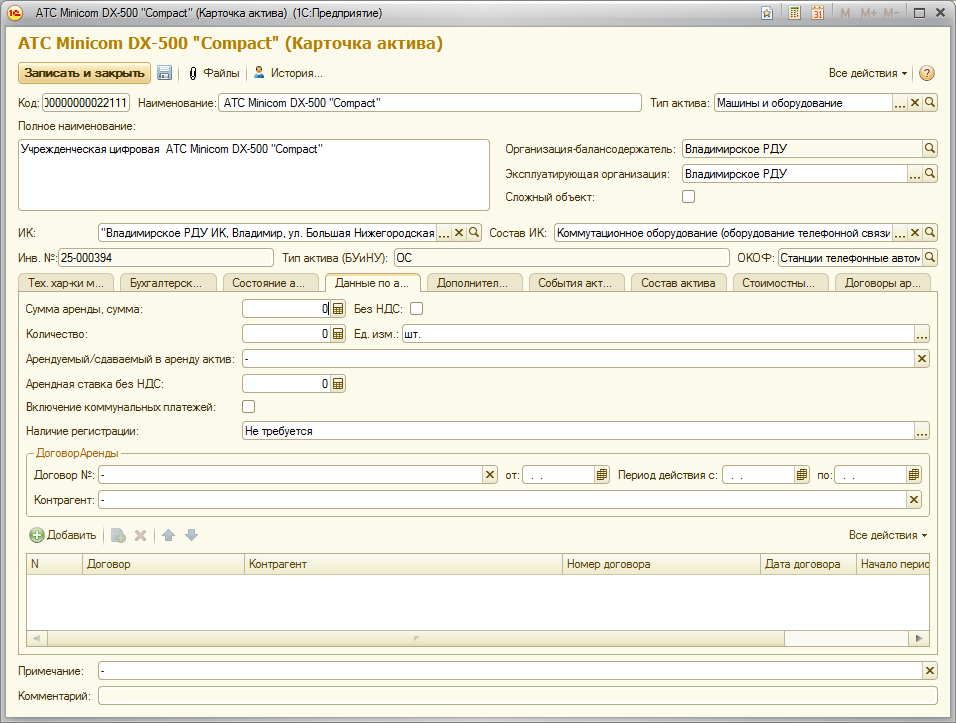 АТС Minicom DX-500 "Compact" (Карточка актива) (1С:Предприятие)
31 M M+ M-
АТС Minicom DX-500 "Compact" (Карточка актива)
Записать и закрыть Файлы История... Все действия ?
Код: 00000000022111 Наименование: АТС Minicom DX-500 "Compact" Тип актива: Машины и оборудование ...
Полное наименование:
Учрежденческая цифровая АТС Minicom DX-500 "Compact"
Организация-балансодержатель: Владимирское РДУ
Эксплуатирующая организация: Владимирское РДУ ...
Сложный объект:
ИК: "Владимирское РДУ ИК, Владимир, ул. Большая Нижегородская ... Состав ИК: Коммутационное оборудование (оборудование телефонной связи ...
Инв. №: 25-000394 Тип актива (БУиНУ): ОС ОКОФ: Станции телефонные автом
Тех. хар-ки м... Бухгалтерск... Состояние а... Данные по а... Дополнител... События акт... Состав актива Стоимостны... Договоры ар...
Сумма аренды, сумма: 0 Без НДС:
Количество: 0 Ед. изм.: шт. ...
Арендуемый/сдаваемый в аренду актив: -
Арендная ставка без НДС: 0
Включение коммунальных платежей:
Наличие регистрации: Не требуется ...
ДоговорАренды
Договор №: - от: . . Период действия с: . . по: . .
Контрагент: -
Добавить Все действия
N Договор Контрагент Номер договора Дата договора Начало перио
Примечание: -
Комментарий: